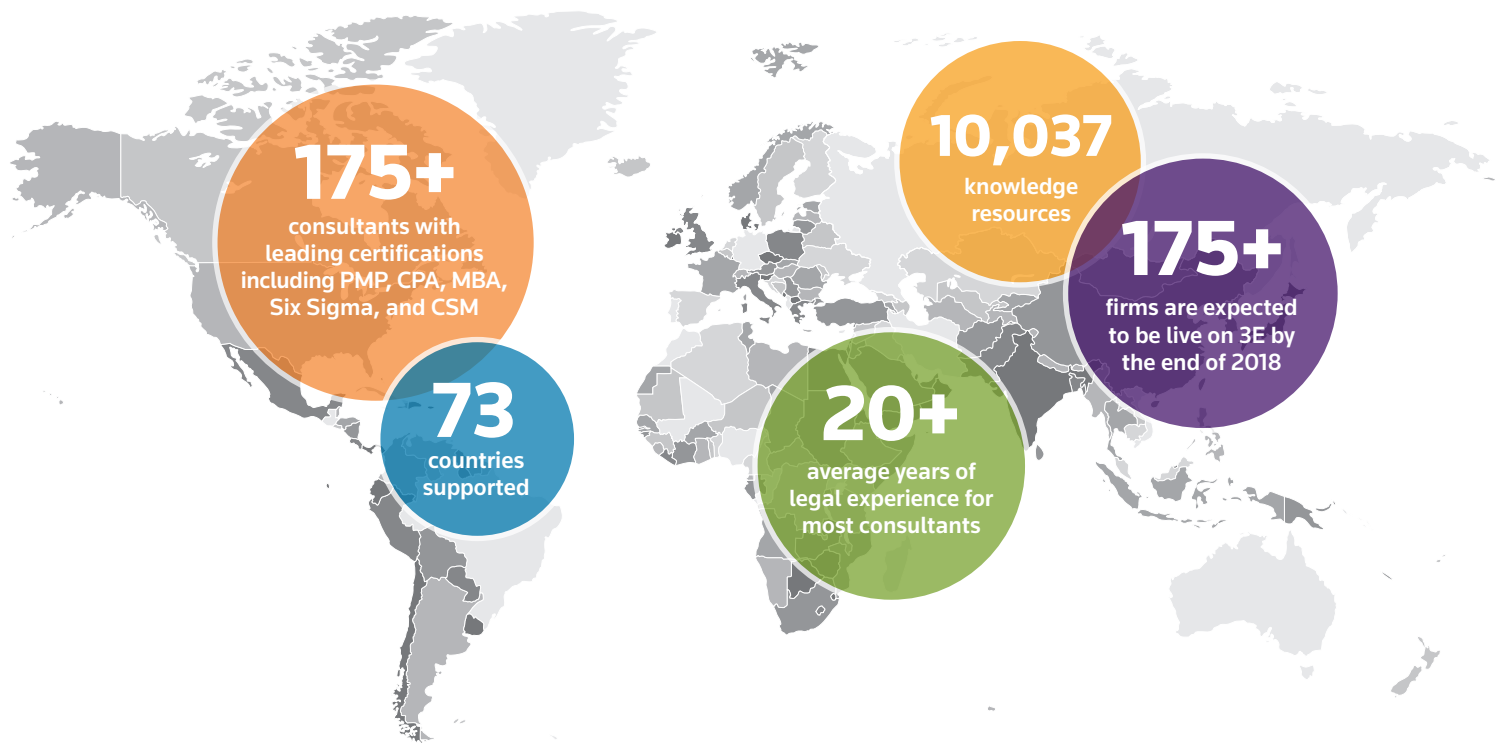 175+
consultants with
leading certifications
including PMP, CPA, MBA,
Six Sigma, and CSM
73
countries
supported
10,037
knowledge
resources
175+
firms are expected
to be live on 3E by
the end of 2018
20+
average years of
legal experience for
most consultants